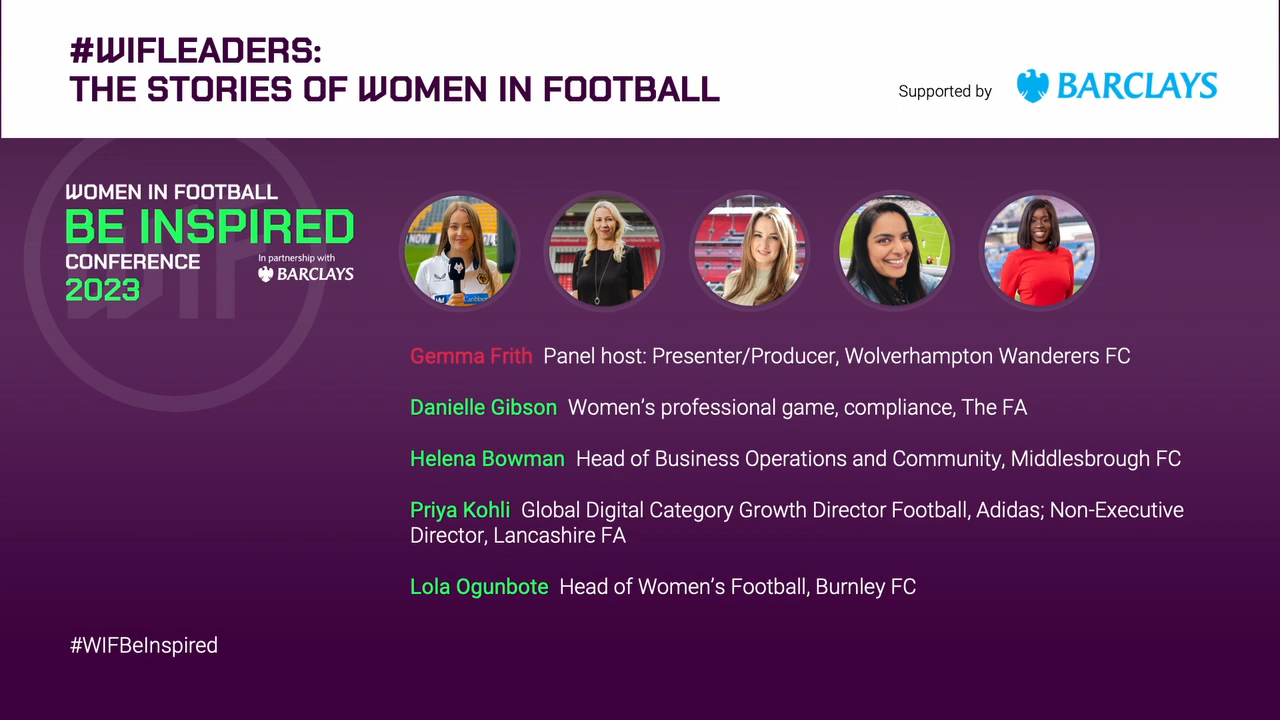 #WIFLEADERS:
THE STORIES OF WOMEN IN FOOTBALL
Supported by
BARCLAYS
WOMEN IN FOOTBALL
BE INSPIRED
CONFERENCE
2023
In partnership with
BARCLAYS
Gemma Frith Panel host: Presenter/Producer, Wolverhampton Wanderers FC
Danielle Gibson Women’s professional game, compliance, The FA
Helena Bowman Head of Business Operations and Community, Middlesbrough FC
Priya Kohli Global Digital Category Growth Director Football, Adidas; Non-Executive
Director, Lancashire FA
Lola Ogunbote Head of Women’s Football, Burnley FC
#WIFBeInspired